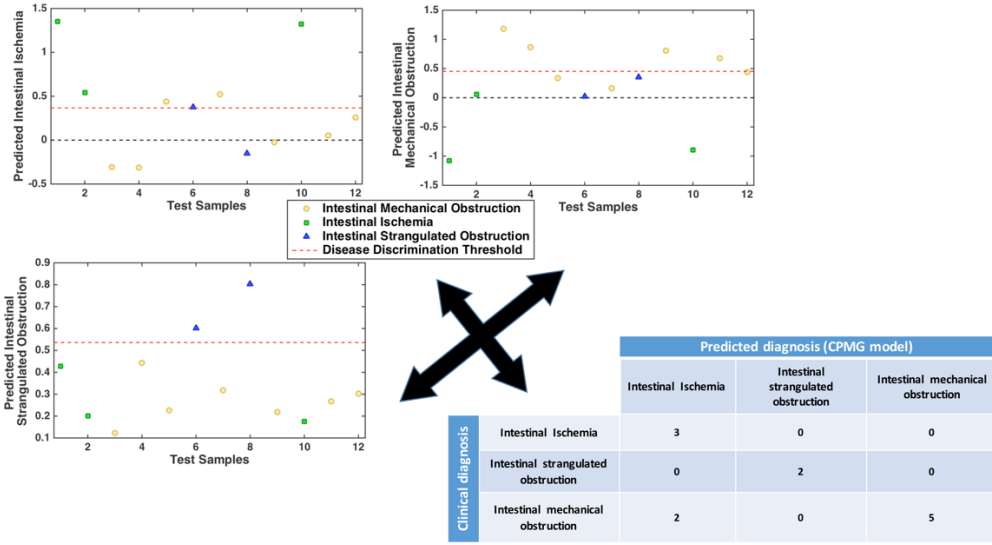 Predicted Intestinal Ischemia
1.5
1
0.5
0
-0.5
2
4
6
8
10
12
Test Samples
Predicted Intestinal
Mechanical Obstruction
1.5
1
0.5
0
-0.5
-1
-1.5
2
4
6
8
10
12
Test Samples
Intestinal Mechanical Obstruction
Intestinal Ischemia
Intestinal Strangulated Obstruction
Disease Discrimination Threshold
Predicted Intestinal
Strangulated Obstruction
0.9
0.8
0.7
0.6
0.5
0.4
0.3
0.2
0.1
2
4
6
8
10
12
Test Samples
Predicted diagnosis (CPMG model)
Intestinal Ischemia
Intestinal
strangulated
obstruction
Intestinal mechanical
obstruction
Clinical diagnosis
Intestinal Ischemia
3
0
0
Intestinal strangulated
obstruction
0
2
0
Intestinal mechanical
obstruction
2
0
5